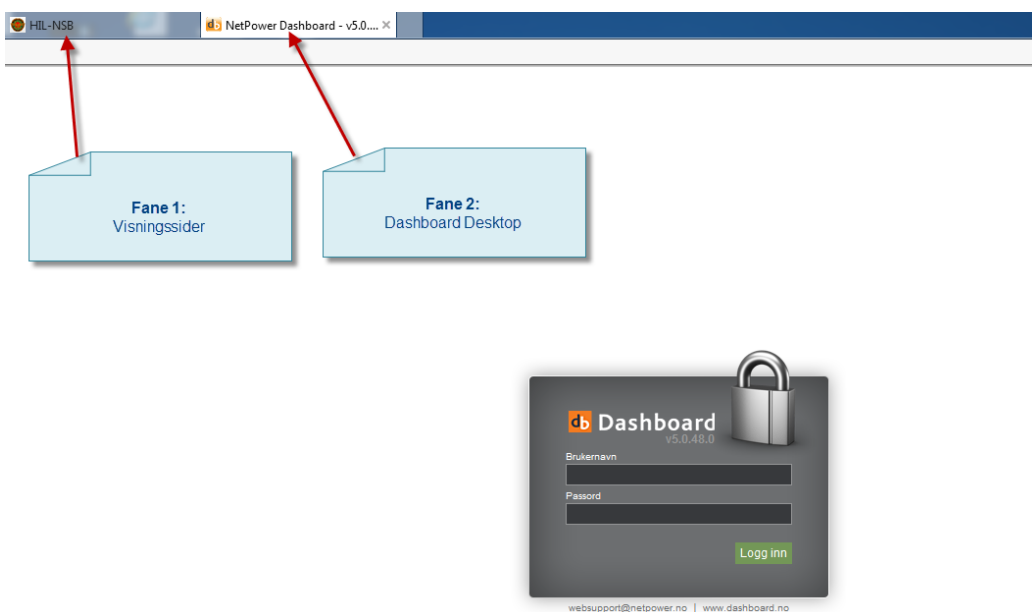 HIL-NSB
db NetPower Dashboard - v5.0....
Fane 1:
Visningssider
Fane 2:
Dashboard Desktop
db Dashboard
v5.0.48.0
Brukernavn
Passord
Logg inn
websupport@netpower.no | www.dashboard.no